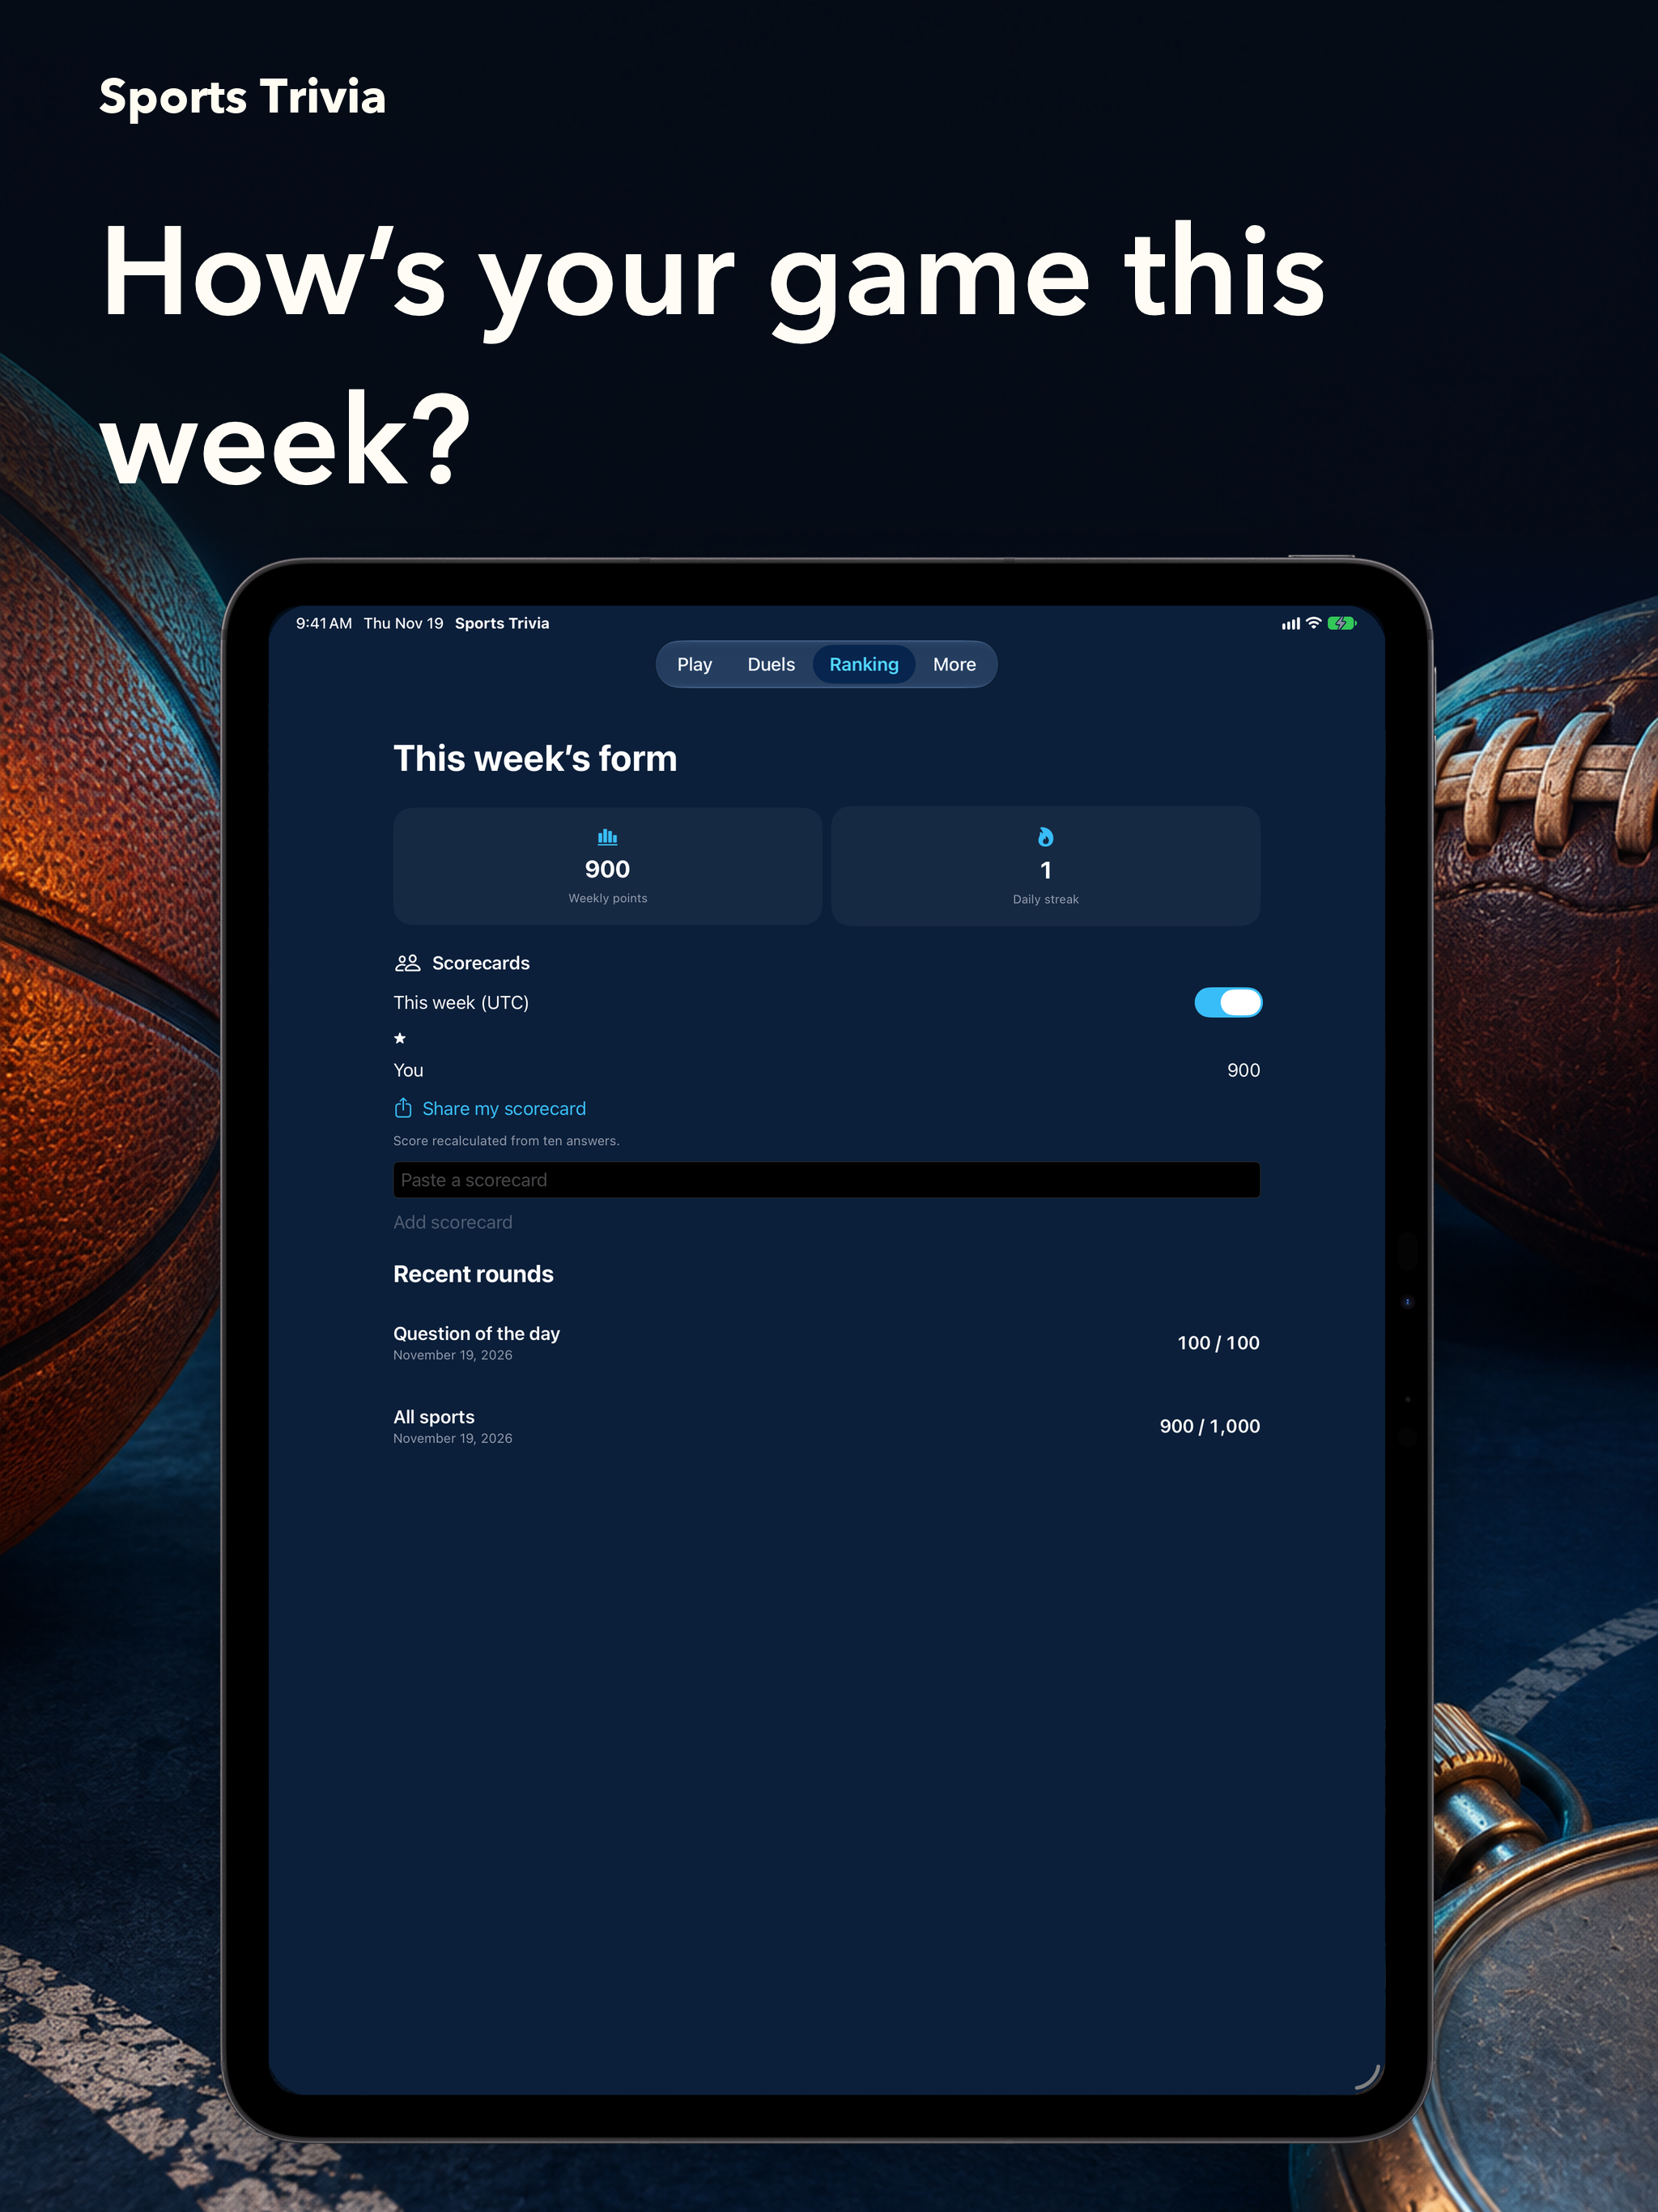 Sports Trivia
How’s your game this
week?
9:41 AM Thu Nov 19 Sports Trivia
Play Duels Ranking More
This week’s form
900
Weekly points
1
Daily streak
Scorecards
This week (UTC)
You 900
Share my scorecard
Score recalculated from ten answers.
Paste a scorecard
Add scorecard
Recent rounds
Question of the day
November 19, 2026
100 / 100
All sports
November 19, 2026
900 / 1,000